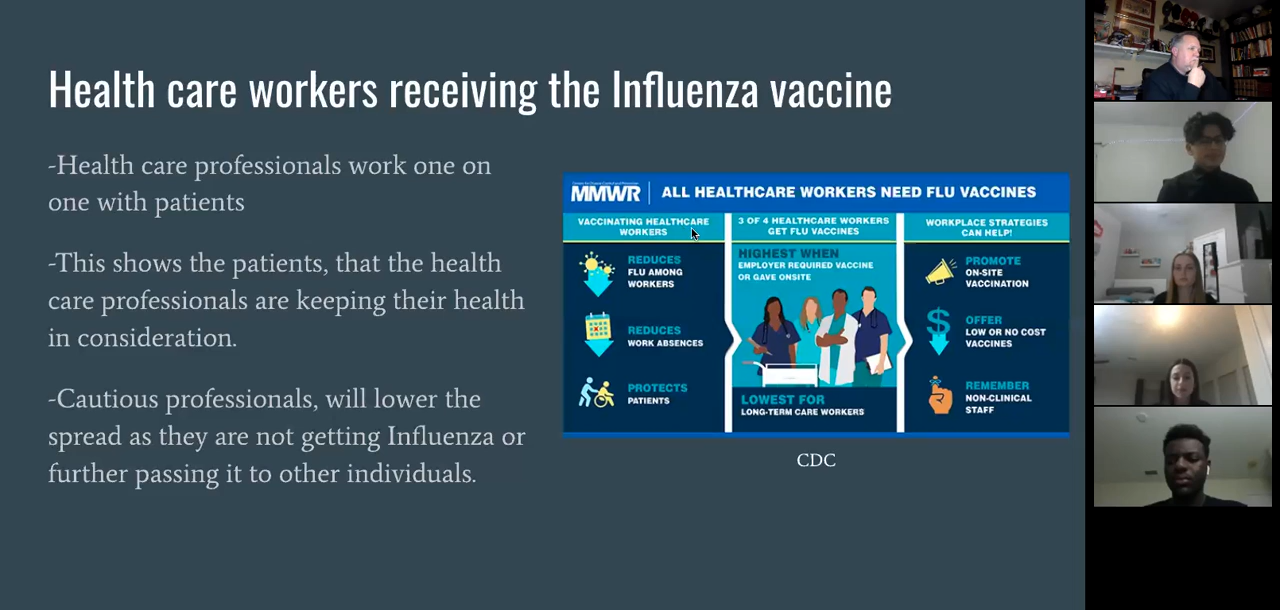 Health care workers receiving the Influenza vaccine
-Health care professionals work one on
one with patients
-This shows the patients, that the health
care professionals are keeping their health
in consideration.
-Cautious professionals, will lower the
spread as they are not getting Influenza or
further passing it to other individuals.
MMWR
ALL HEALTHCARE WORKERS NEED FLU VACCINES
VACCINATING HEALTHCARE
WORKERS
REDUCES
FLU AMONG
WORKERS
REDUCES
WORK ABSENCES
PROTECTS
PATIENTS
3 OF 4 HEALTHCARE WORKERS
GET FLU VACCINES
HIGHEST WHEN
EMPLOYER REQUIRED VACCINE
OR GAVE ONSITE
LOWEST FOR
LONG-TERM CARE WORKERS
WORKPLACE STRATEGIES
CAN HELP!
PROMOTE
ON-SITE
VACCINATION
OFFER
LOW OR NO COST
VACCINES
REMEMBER
NON-CLINICAL
STAFF
CDC